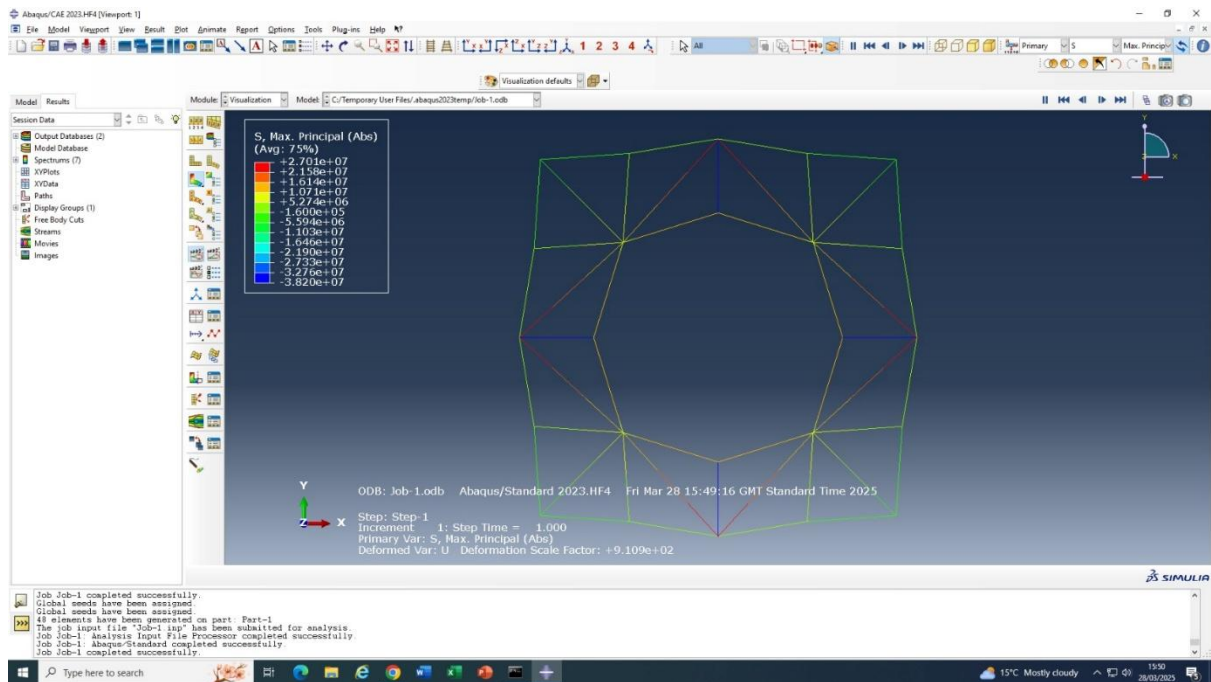 Abaqus/CAE 2023.HF4 [Viewport: 1]
File Model Viewport View Result Plot Animate Report Options Tools Plug-ins Help
1 2 3 4 All Primary S Max. Princip
Visualization defaults
Model Results Module: Visualization Model: C:/Temporary User Files/.abaqus2023temp/Job-1.odb
Session Data
Output Databases (2)
Model Database
Spectrums (7)
XYPlots
XYData
Paths
Display Groups (1)
Free Body Cuts
Streams
Movies
Images
S, Max. Principal (Abs)
(Avg: 75%)
+2.701e+07
+2.158e+07
+1.614e+07
+1.071e+07
+5.274e+06
-1.600e+05
-5.594e+06
-1.103e+07
-1.646e+07
-2.190e+07
-2.733e+07
-3.276e+07
-3.820e+07
Y
X
Y
Z X
ODB: Job-1.odb Abaqus/Standard 2023.HF4 Fri Mar 28 15:49:16 GMT Standard Time 2025
Step: Step-1
Increment 1: Step Time = 1.000
Primary Var: S, Max. Principal (Abs)
Deformed Var: U Deformation Scale Factor: +9.109e+02
SIMULIA
Job Job-1 completed successfully.
Global seeds have been assigned.
Global seeds have been assigned.
48 elements have been generated on part: Part-1
The job input file "Job-1.inp" has been submitted for analysis.
Job Job-1: Analysis Input File Processor completed successfully.
Job Job-1: Abaqus/Standard completed successfully
Job Job-1 completed successfully.
Type here to search
15°C Mostly cloudy
15:50
28/03/2025